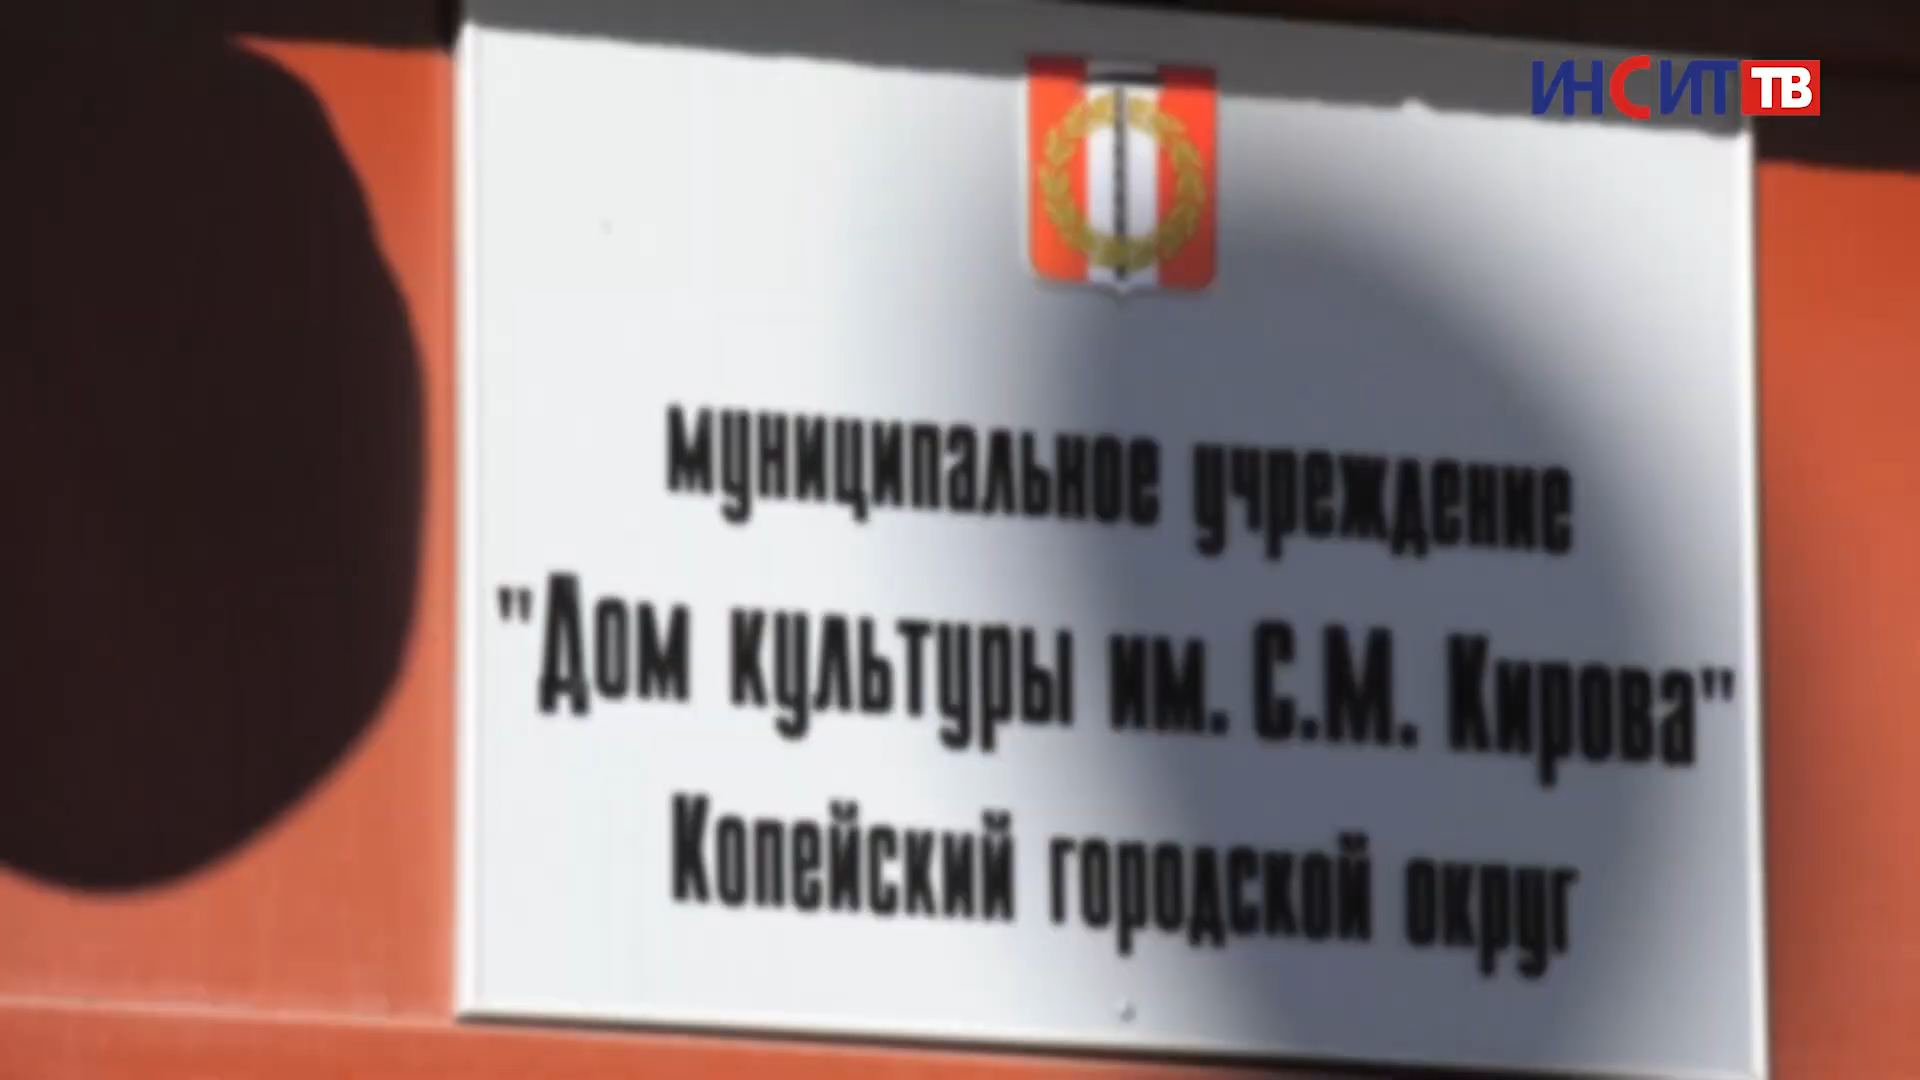 ИНСИТ ТВ
муниципальное учреждение
"Дом культуры им. С.М. Кирова"
Копейский городской округ